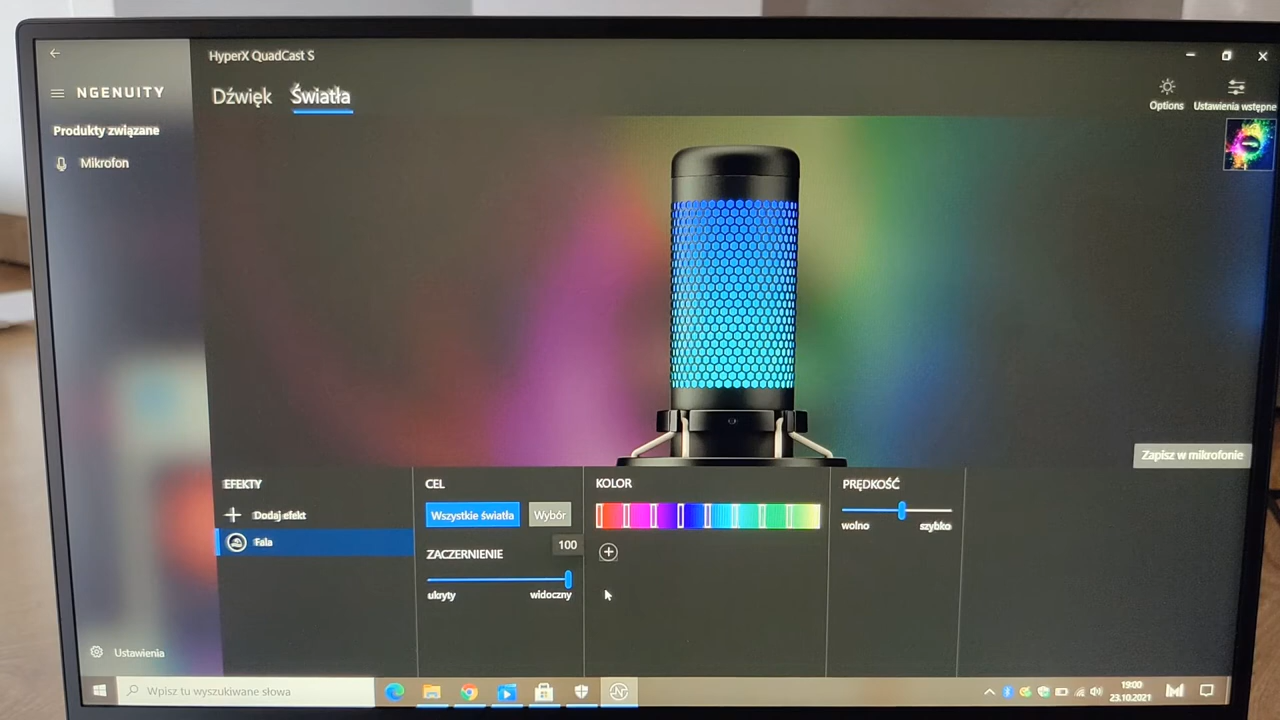 HyperX QuadCast S
NGENUITY
Dźwięk Światła
Options Ustawienia wstępne
Produkty związane
Mikrofon
Zapisz w mikrofonie
EFEKTY
Dodaj efekt
Fala
CEL
Wszystkie światła Wybór
ZACZERNIENIE 100
ukryty widoczny
KOLOR
PRĘDKOŚĆ
wolno szybko
Ustawienia
Wpisz tu wyszukiwane słowa
19:00
23.10.2021